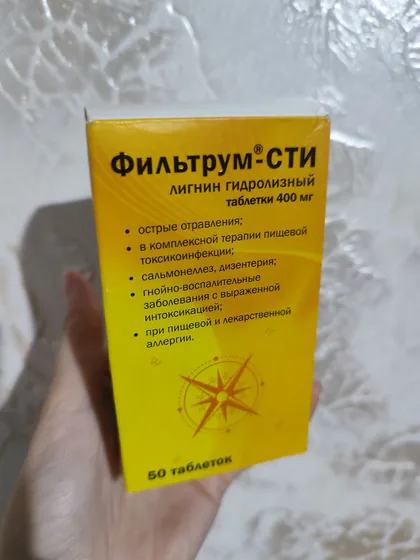 Фильтрум®-СТИ
ЛИГНИН ГИДРОЛИЗНЫЙ
таблетки 400 мг
• острые отравления;
• в комплексной терапии пищевой
токсикоинфекции;
• сальмонеллез, дизентерия;
• гнойно-воспалительные
заболевания с выраженной
интоксикацией;
• при пищевой и лекарственной
аллергии.
50 таблеток